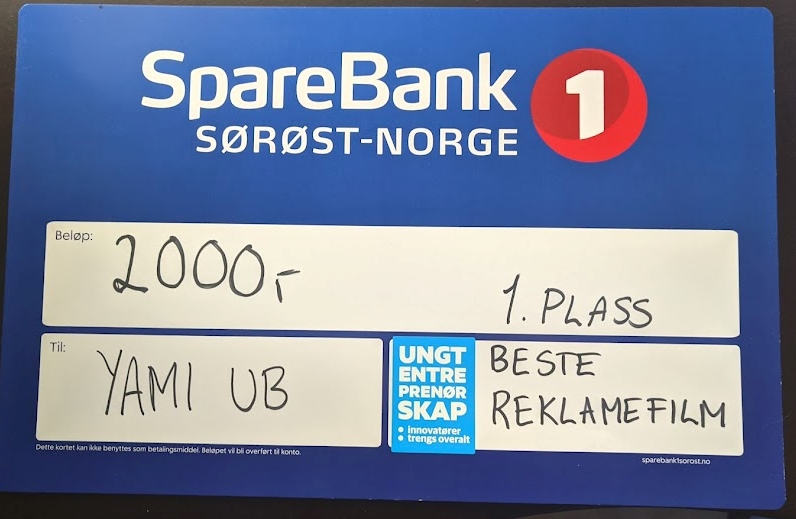 SpareBank 1
SØRØST-NORGE
Beløp:
2000,-
1. PLASS
Til:
YAMI UB
UNGT
ENTRE
PRENØR
SKAP
• innovatører
• trengs overalt
BESTE
REKLAMEFILM
Dette kortet kan ikke benyttes som betalingsmiddel. Beløpet vil bli overført til konto.
sparebank1sorost.no